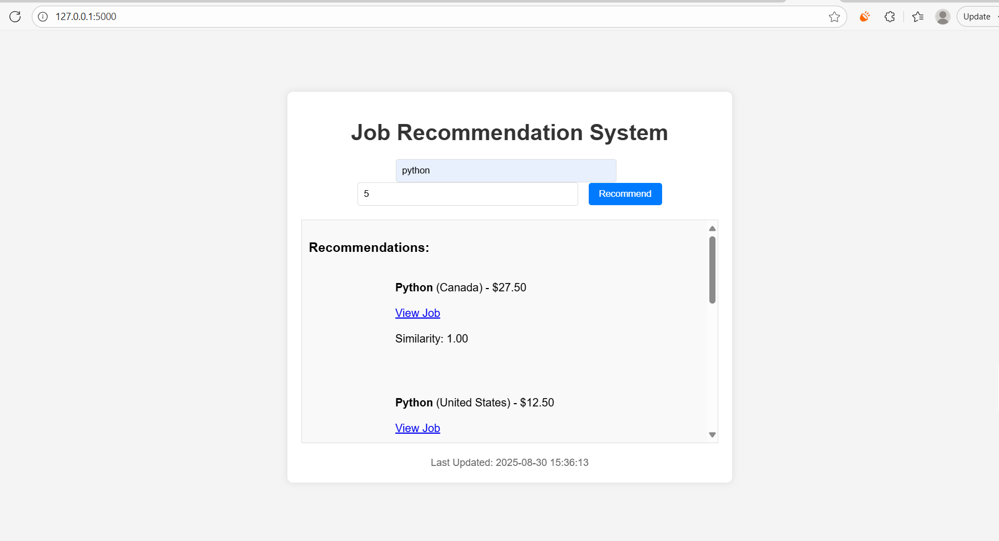 127.0.0.1:5000
Update
Job Recommendation System
python
5
Recommend
Recommendations:
Python (Canada) - $27.50
View Job
Similarity: 1.00
Python (United States) - $12.50
View Job
Last Updated: 2025-08-30 15:36:13